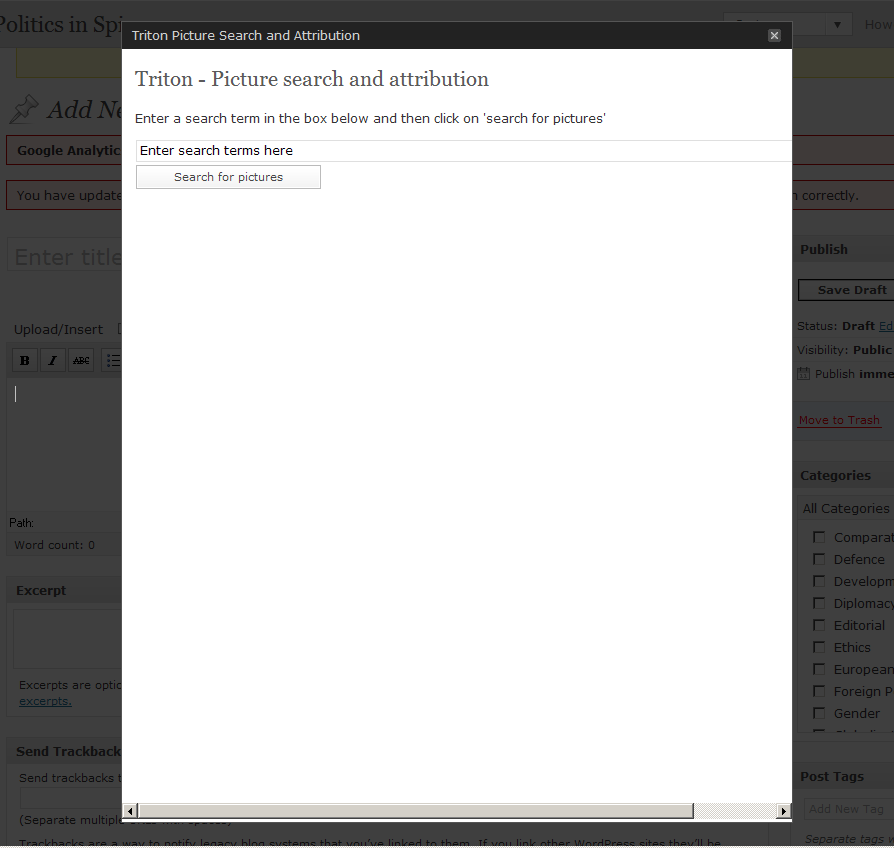 Politics in Spi
How
Triton Picture Search and Attribution
Triton - Picture search and attribution
Enter a search term in the box below and then click on 'search for pictures'
Enter search terms here
Search for pictures
Add Ne
Google Analytic
You have update
n correctly.
Enter title
Upload/Insert
B I ABC
Path:
Word count: 0
Excerpt
Excerpts are optio
excerpts.
Send Trackback
Send trackbacks t
(Separate multiple URLs with spaces)
Trackbacks are a way to notify legacy blog systems that you've linked to them. If you link other WordPress sites they'll be
Publish
Save Draft
Status: Draft Ed
Visibility: Public
Publish imme
Move to Trash
Categories
All Categories
Comparat
Defence
Developm
Diplomacy
Editorial
Ethics
European
Foreign P
Gender
Post Tags
Add New Tag
Separate tags w